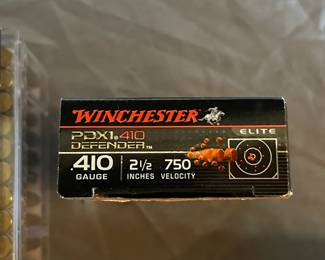 WINCHESTER
PDX1® .410
DEFENDER™
ELITE
.410 2½ 750
GAUGE INCHES VELOCITY